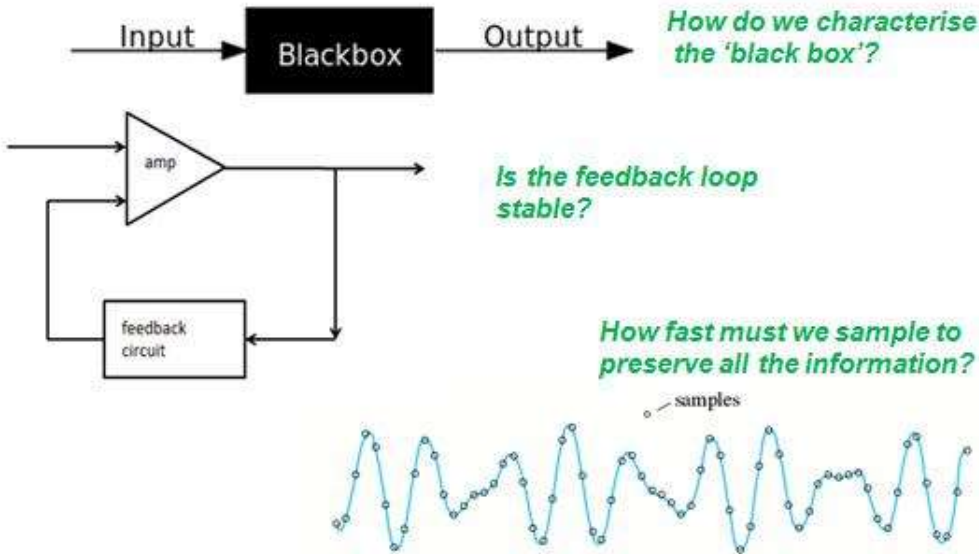 Input
Blackbox
Output
How do we characterise
the ‘black box’?
amp
Is the feedback loop
stable?
feedback
circuit
How fast must we sample to
preserve all the information?
samples